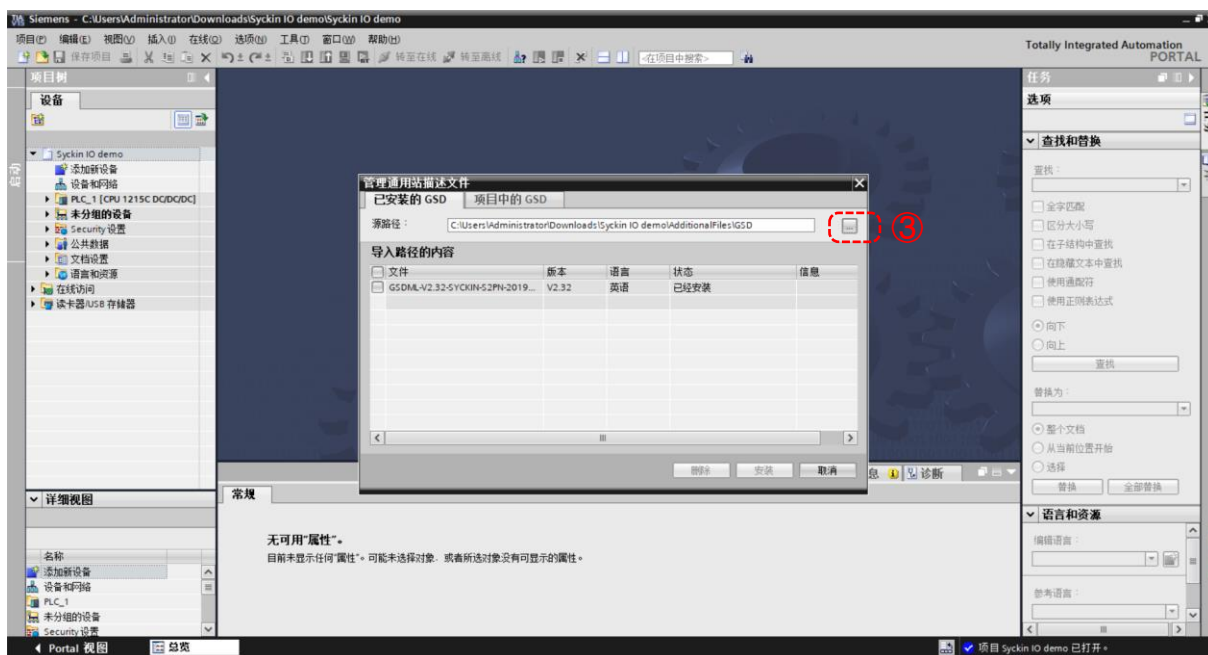 Siemens - C:\Users\Administrator\Downloads\Syckin IO demo\Syckin IO demo
项目(P) 编辑(E) 视图(V) 插入(I) 在线(O) 选项(N) 工具(T) 窗口(W) 帮助(H)
Totally Integrated Automation
PORTAL
保存项目 转至在线 转至离线 <在项目中搜索>
项目树
设备
Syckin IO demo
添加新设备
设备和网络
PLC_1 [CPU 1215C DC/DC/DC]
未分组的设备
Security 设置
公共数据
文档设置
语言和资源
在线访问
读卡器/USB 存储器
启动
管理通用站描述文件
已安装的 GSD 项目中的 GSD
源路径: C:\Users\Administrator\Downloads\Syckin IO demo\AdditionalFiles\GSD
... ③
导入路径的内容
文件 版本 语言 状态 信息
GSDML-V2.32-SYCKIN-S2PN-2019... V2.32 英语 已经安装
删除 安装 取消
息 诊断
常规
无可用“属性”。
目前未显示任何“属性”。可能未选择对象，或者所选对象没有可显示的属性。
详细视图
名称
添加新设备
设备和网络
PLC_1
未分组的设备
Security 设置
任务
选项
查找和替换
查找:
全字匹配
区分大小写
在子结构中查找
在隐藏文本中查找
使用通配符
使用正则表达式
向下
向上
查找
替换为:
整个文档
从当前位置开始
选择
替换 全部替换
语言和资源
编辑语言:
参考语言:
Portal 视图 总览 项目 Syckin IO demo 已打开。